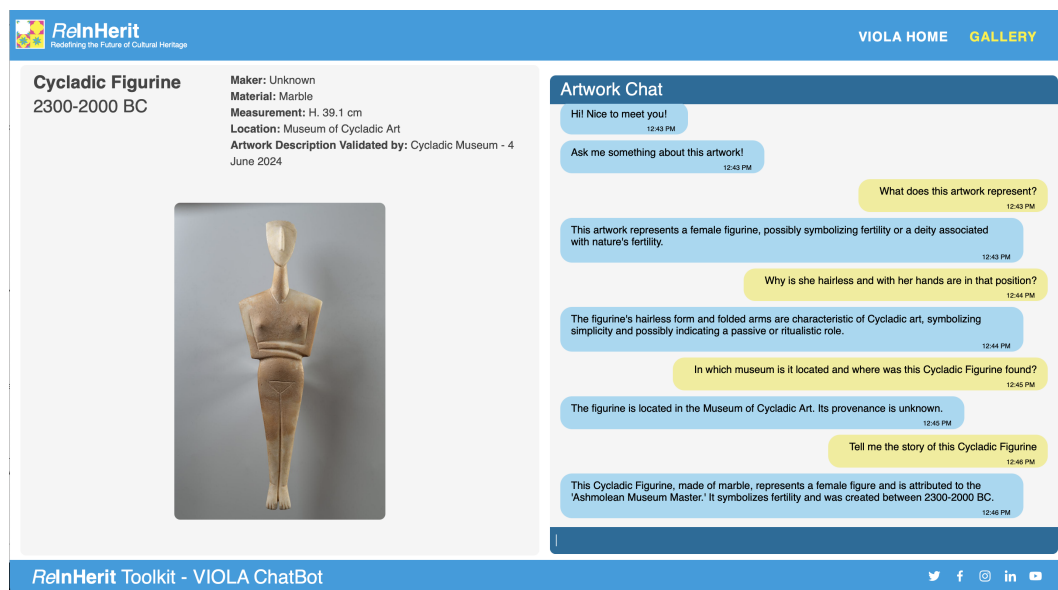 ReInHerit
Redefining the Future of Cultural Heritage
VIOLA HOME GALLERY
Cycladic Figurine
2300-2000 BC
Maker: Unknown
Material: Marble
Measurement: H. 39.1 cm
Location: Museum of Cycladic Art
Artwork Description Validated by: Cycladic Museum - 4
June 2024
Artwork Chat
Hi! Nice to meet you!
12:43 PM
Ask me something about this artwork!
12:43 PM
What does this artwork represent?
12:43 PM
This artwork represents a female figurine, possibly symbolizing fertility or a deity associated
with nature's fertility.
12:43 PM
Why is she hairless and with her hands are in that position?
12:44 PM
The figurine's hairless form and folded arms are characteristic of Cycladic art, symbolizing
simplicity and possibly indicating a passive or ritualistic role.
12:44 PM
In which museum is it located and where was this Cycladic Figurine found?
12:45 PM
The figurine is located in the Museum of Cycladic Art. Its provenance is unknown.
12:45 PM
Tell me the story of this Cycladic Figurine
12:46 PM
This Cycladic Figurine, made of marble, represents a female figure and is attributed to the
'Ashmolean Museum Master.' It symbolizes fertility and was created between 2300-2000 BC.
12:46 PM
ReInHerit Toolkit - VIOLA ChatBot